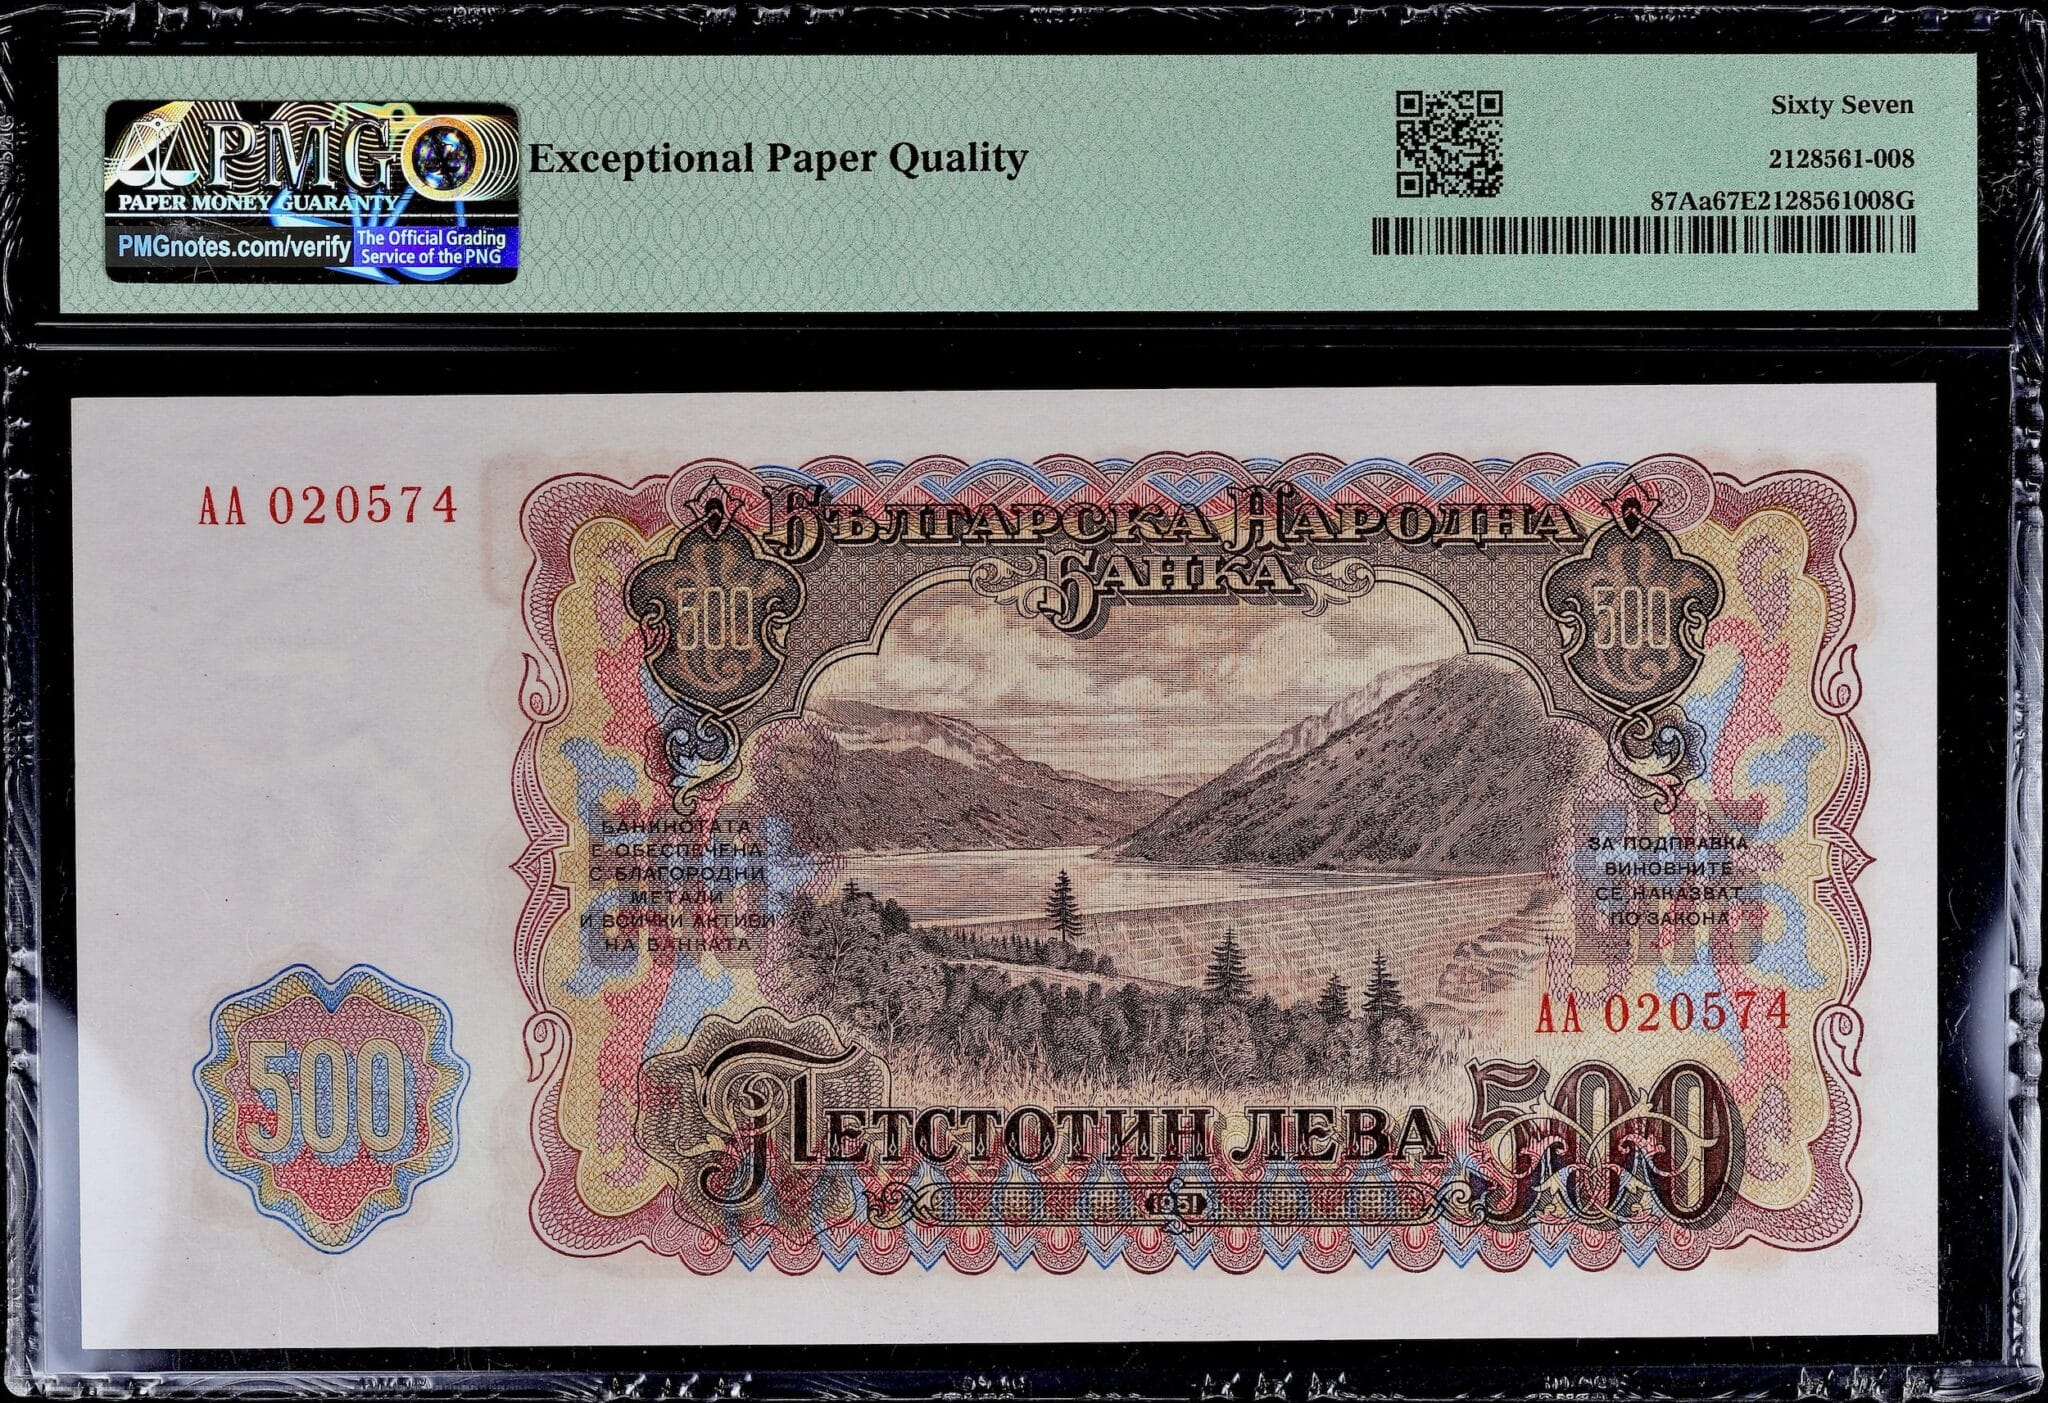 PMG
PAPER MONEY GUARANTY
PMGnotes.com/verify
The Official Grading
Service of the PNG
Exceptional Paper Quality
Sixty Seven
2128561-008
87Aa67E2128561008G
АА 020574
Българска Народна
Банка
500
500
БАНКНОТАТА
Е ОБЕСПЕЧЕНА
С БЛАГОРОДНИ
МЕТАЛИ
И ВСИЧКИ АКТИВИ
НА БАНКАТА
ЗА ПОДПРАВКА
ВИНОВНИТЕ
СЕ НАКАЗВАТ
ПО ЗАКОНА
АА 020574
500
Петстотин лева 500
1951